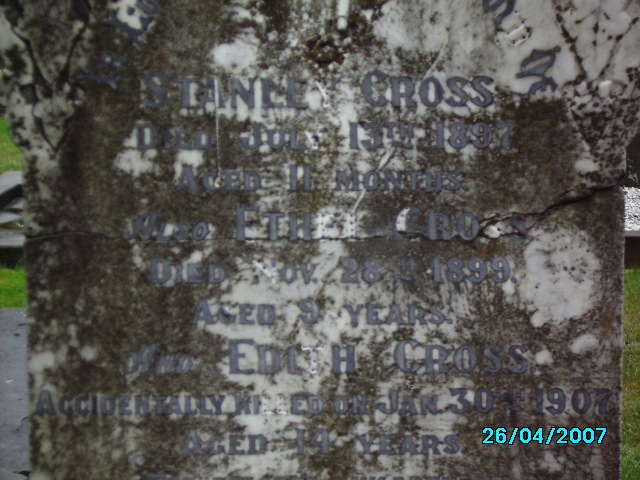 Stanley Cross
Died July 13th 1897
Aged 11 months.
Also Ethel Cross
Died Nov. 28th 1899
Aged 9 years.
And Edith Cross
Accidentally killed on Jan. 30th 1907
Aged 14 years
26/04/2007